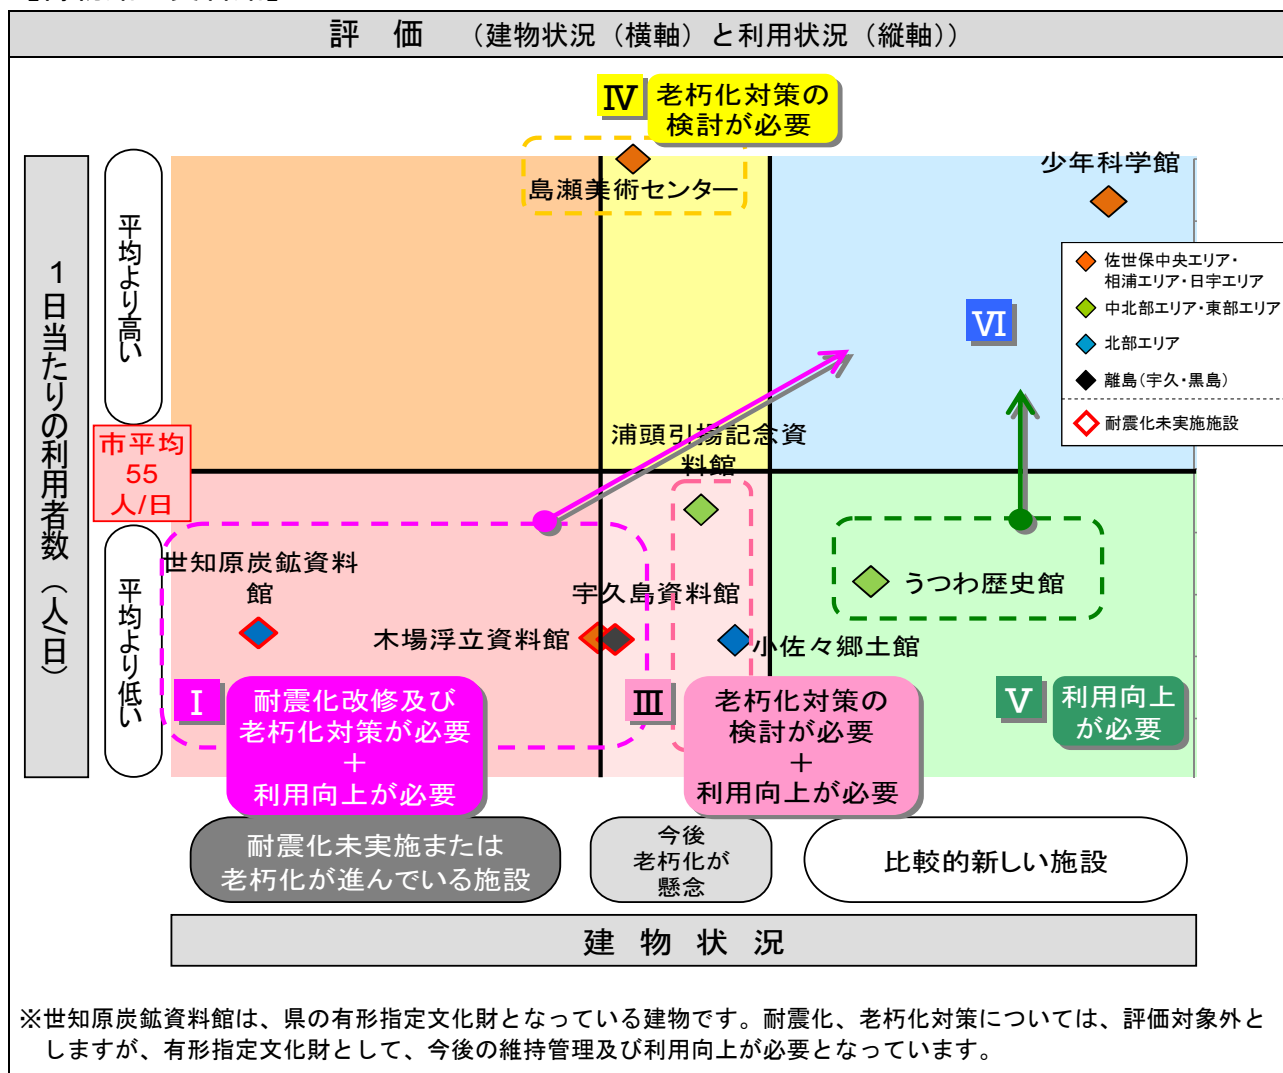 評　価　（建物状況（横軸）と利用状況（縦軸））
Ⅳ
老朽化対策の
検討が必要
島瀬美術センター
少年科学館
1日当たりの利用者数（人/日）
平均より高い
市平均
55
人/日
平均より低い
佐世保中央エリア・
相浦エリア・日宇エリア
中北部エリア・東部エリア
北部エリア
離島（宇久・黒島）
耐震化未実施施設
Ⅵ
浦頭引揚記念資
料館
世知原炭鉱資料
館
宇久島資料館
木場浮立資料館
小佐々郷土館
うつわ歴史館
Ⅰ
耐震化改修及び
老朽化対策が必要
＋
利用向上が必要
Ⅲ
老朽化対策の
検討が必要
＋
利用向上が必要
Ⅴ
利用向上
が必要
耐震化未実施または
老朽化が進んでいる施設
今後
老朽化が
懸念
比較的新しい施設
建 物 状 況
※世知原炭鉱資料館は、県の有形指定文化財となっている建物です。耐震化、老朽化対策については、評価対象外と
しますが、有形指定文化財として、今後の維持管理及び利用向上が必要となっています。